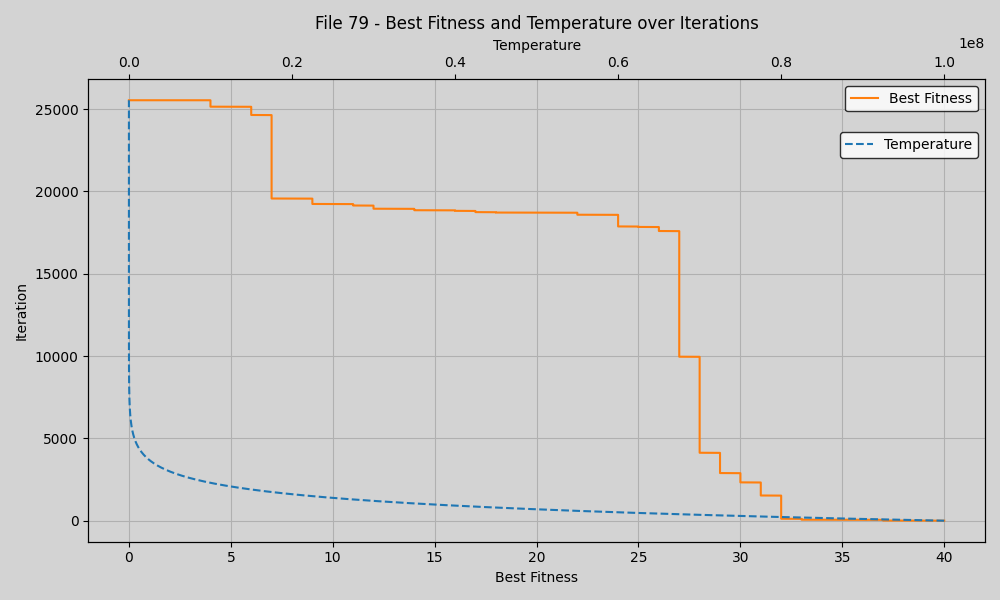 File 79 - Best Fitness and Temperature over Iterations
Temperature
1e8
0.0 0.2 0.4 0.6 0.8 1.0
Best Fitness
Temperature
25000
20000
15000
10000
5000
0
Iteration
0 5 10 15 20 25 30 35 40
Best Fitness